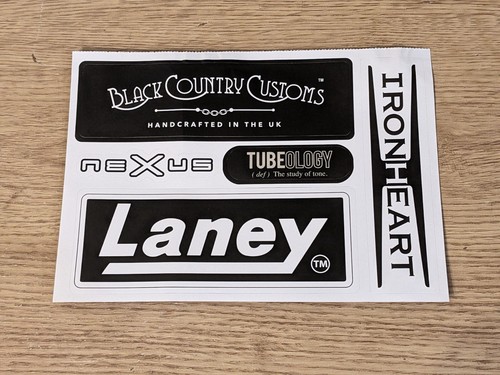 BLACK COUNTRY CUSTOMS™
HANDCRAFTED IN THE UK
neXus
TUBEOLOGY
(def) The study of tone.
Laney
TM
IRONHEART